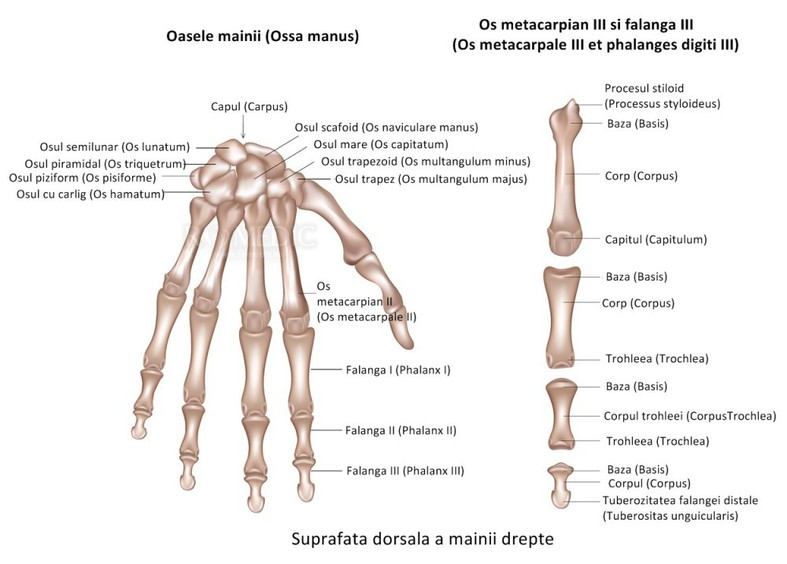 Oasele mainii (Ossa manus)
Os metacarpian III si falanga III
(Os metacarpale III et phalanges digiti III)
Capul (Carpus)
Osul semilunar (Os lunatum)
Osul piramidal (Os triquetrum)
Osul piziform (Os pisiforme)
Osul cu carlig (Os hamatum)
Osul scafoid (Os naviculare manus)
Osul mare (Os capitatum)
Osul trapezoid (Os multangulum minus)
Osul trapez (Os multangulum majus)
Os
metacarpian II
(Os metacarpale II)
Falanga I (Phalanx I)
Falanga II (Phalanx II)
Falanga III (Phalanx III)
Procesul stiloid
(Processus styloideus)
Baza (Basis)
Corp (Corpus)
Capitul (Capitulum)
Baza (Basis)
Corp (Corpus)
Trohleea (Trochlea)
Baza (Basis)
Corpul trohleei (CorpusTrochlea)
Trohleea (Trochlea)
Baza (Basis)
Corpul (Corpus)
Tuberozitatea falangei distale
(Tuberositas unguicularis)
Suprafata dorsala a mainii drepte